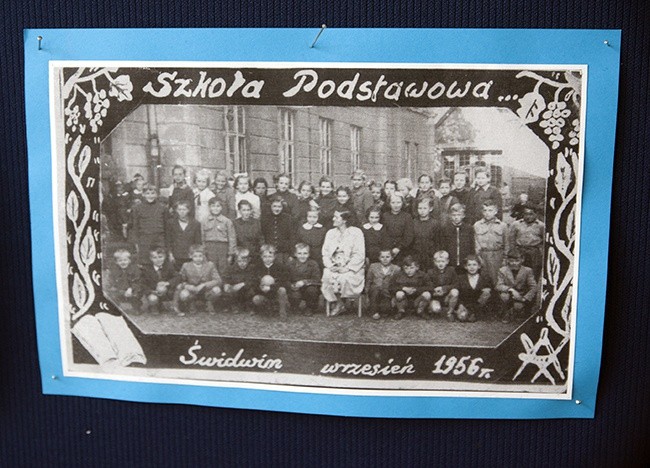 Szkoła Podstawowa...
Świdwin wrzesień 1956 r.